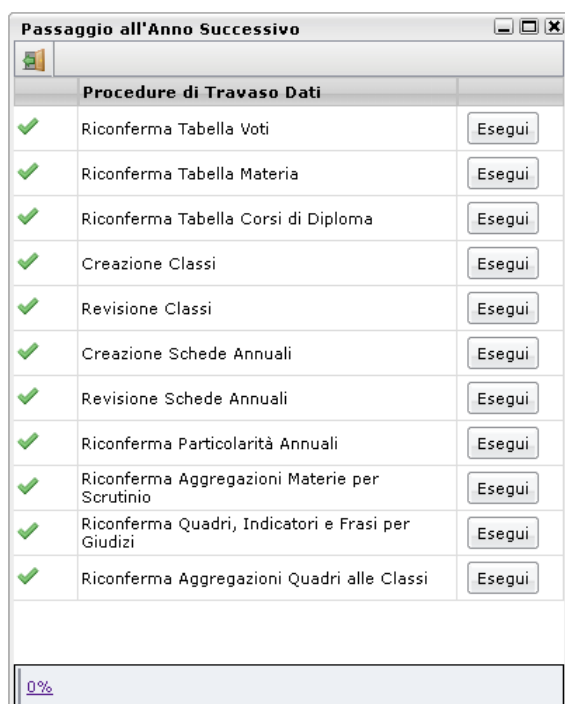 Passaggio all'Anno Successivo
Procedure di Travaso Dati
Riconferma Tabella Voti Esegui
Riconferma Tabella Materia Esegui
Riconferma Tabella Corsi di Diploma Esegui
Creazione Classi Esegui
Revisione Classi Esegui
Creazione Schede Annuali Esegui
Revisione Schede Annuali Esegui
Riconferma Particolarità Annuali Esegui
Riconferma Aggregazioni Materie per
Scrutinio Esegui
Riconferma Quadri, Indicatori e Frasi per
Giudizi Esegui
Riconferma Aggregazioni Quadri alle Classi Esegui
0%